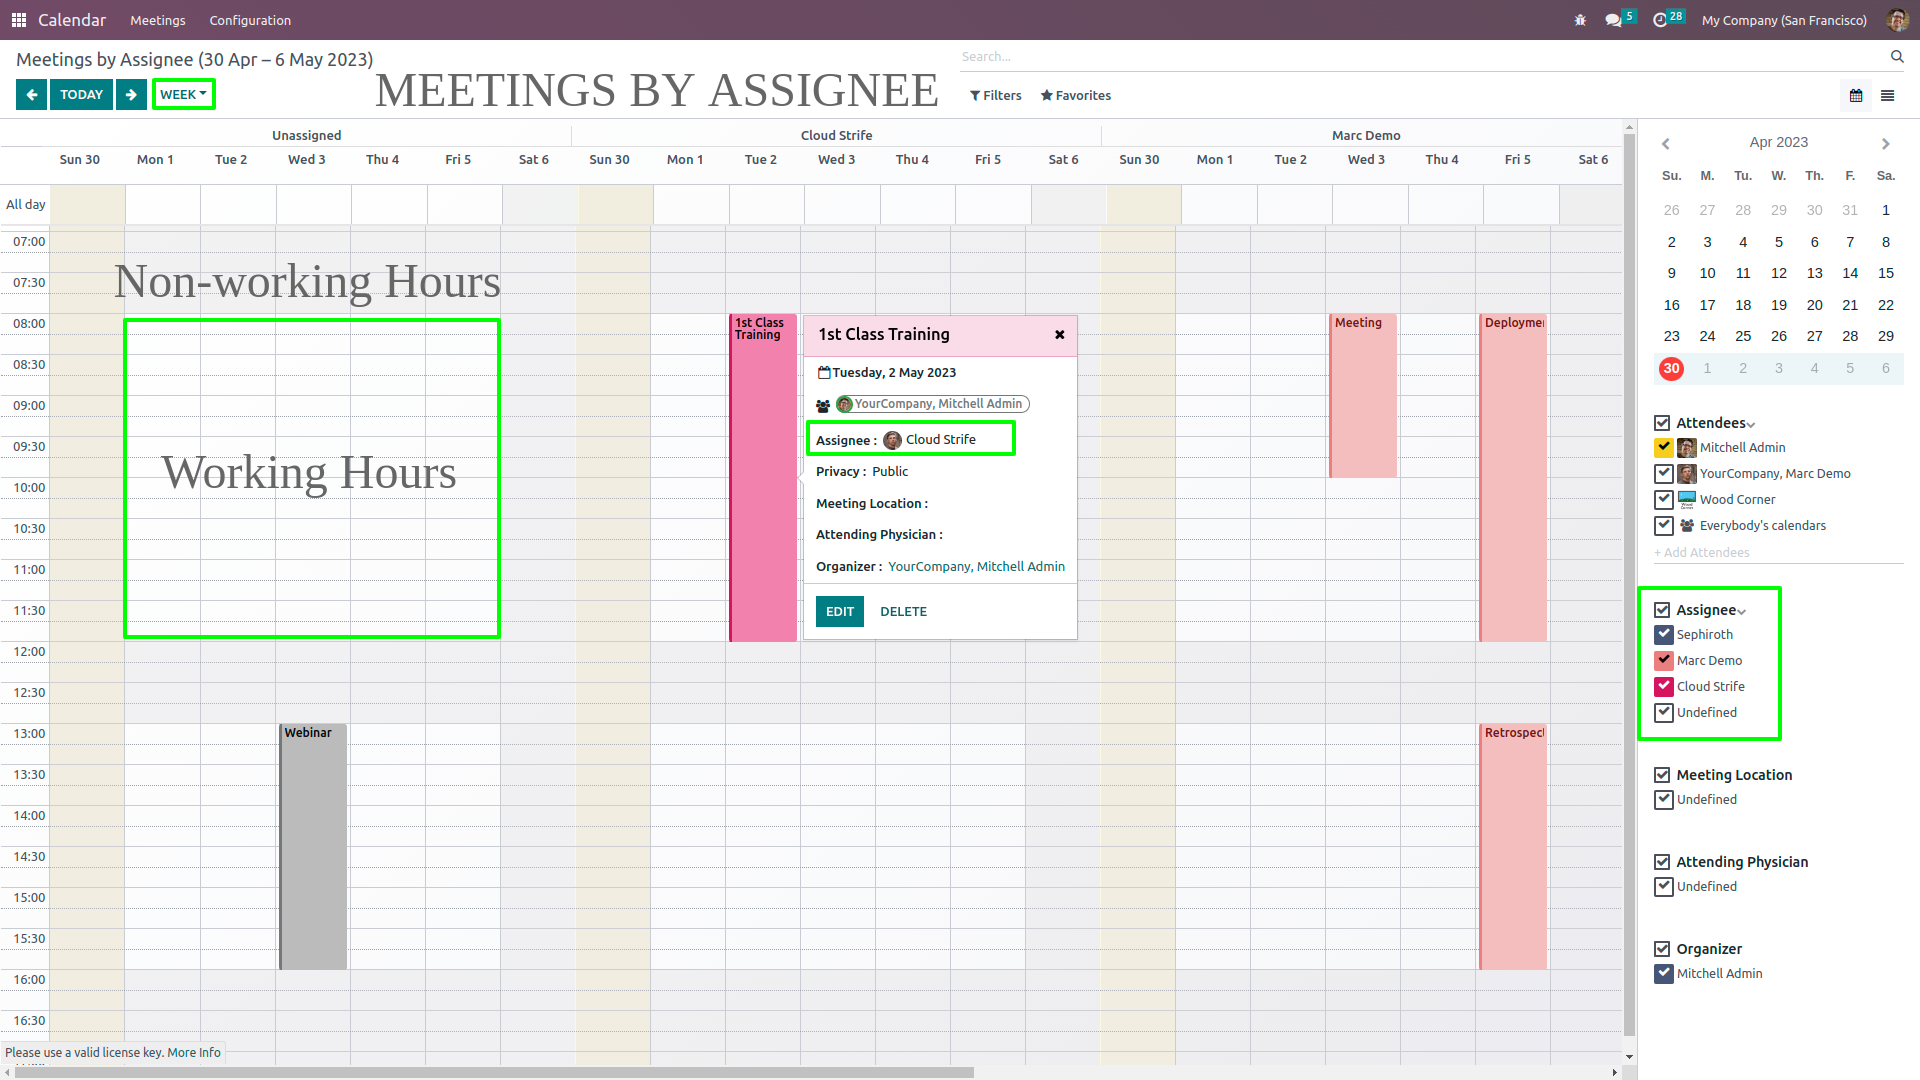 Calendar Meetings Configuration 5 28 My Company (San Francisco)
Meetings by Assignee (30 Apr – 6 May 2023)
Search...
TODAY WEEK
MEETINGS BY ASSIGNEE
Filters Favorites
Unassigned Cloud Strife Marc Demo
Sun 30 Mon 1 Tue 2 Wed 3 Thu 4 Fri 5 Sat 6 Sun 30 Mon 1 Tue 2 Wed 3 Thu 4 Fri 5 Sat 6 Sun 30 Mon 1 Tue 2 Wed 3 Thu 4 Fri 5 Sat 6
All day
07:00
07:30
08:00
08:30
09:00
09:30
10:00
10:30
11:00
11:30
12:00
12:30
13:00
13:30
14:00
14:30
15:00
15:30
16:00
16:30
Non-working Hours
Working Hours
Webinar
1st Class
Training
1st Class Training
Tuesday, 2 May 2023
YourCompany, Mitchell Admin
Assignee : Cloud Strife
Privacy : Public
Meeting Location :
Attending Physician :
Organizer : YourCompany, Mitchell Admin
EDIT DELETE
Meeting
Deployme
Retrospec
Apr 2023
Su. M. Tu. W. Th. F. Sa.
26 27 28 29 30 31 1
2 3 4 5 6 7 8
9 10 11 12 13 14 15
16 17 18 19 20 21 22
23 24 25 26 27 28 29
30 1 2 3 4 5 6
Attendees
Mitchell Admin
YourCompany, Marc Demo
Wood Corner
Everybody's calendars
+ Add Attendees
Assignee
Sephiroth
Marc Demo
Cloud Strife
Undefined
Meeting Location
Undefined
Attending Physician
Undefined
Organizer
Mitchell Admin
Please use a valid license key. More Info